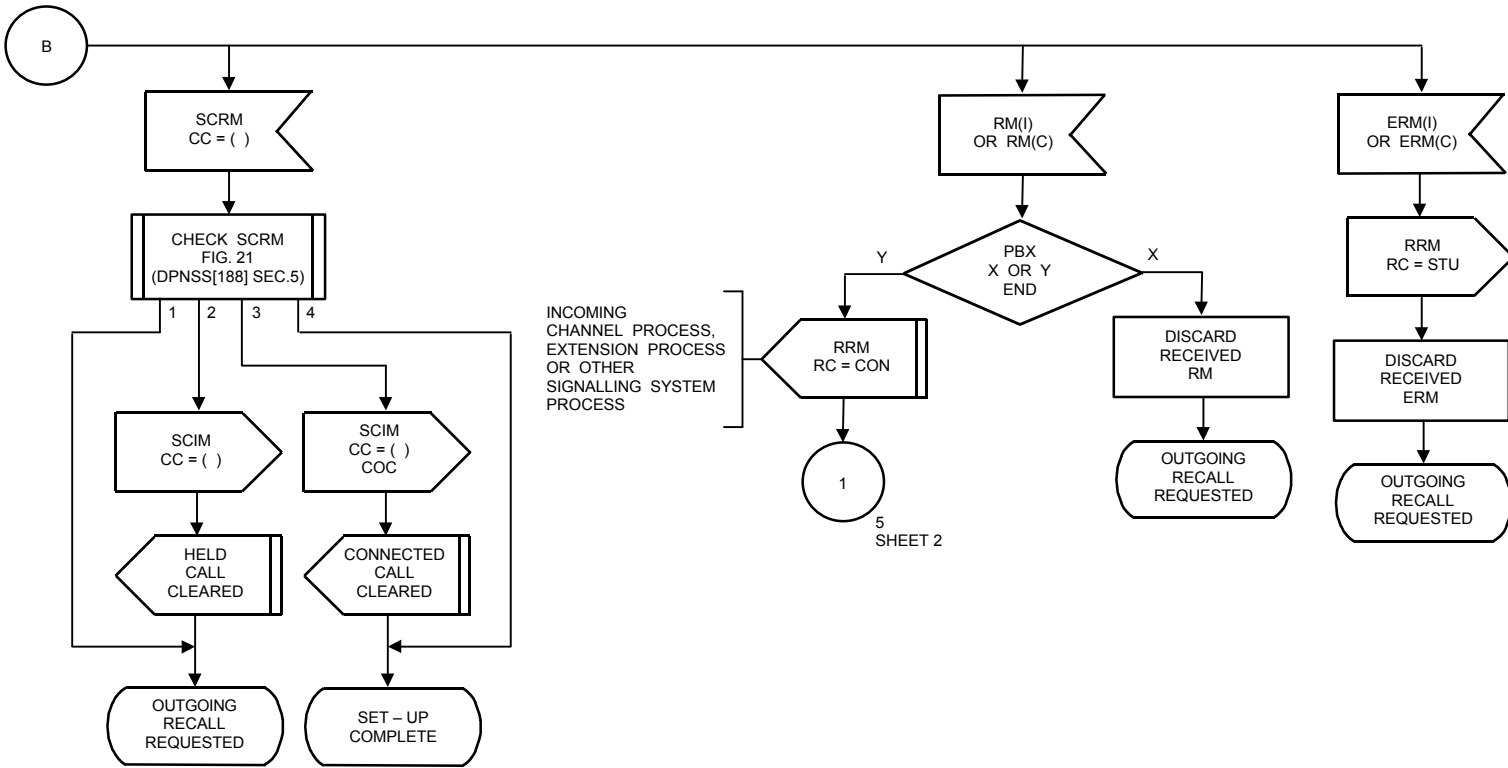 B
SCRM
CC = ( )
CHECK SCRM
FIG. 21
(DPNSS[188] SEC.5)
1
2
3
4
SCIM
CC = ( )
SCIM
CC = ( )
COC
HELD
CALL
CLEARED
CONNECTED
CALL
CLEARED
OUTGOING
RECALL
REQUESTED
SET – UP
COMPLETE
RM(I)
OR RM(C)
PBX
X OR Y
END
Y
X
INCOMING
CHANNEL PROCESS,
EXTENSION PROCESS
OR OTHER
SIGNALLING SYSTEM
PROCESS
RRM
RC = CON
1
5
SHEET 2
DISCARD
RECEIVED
RM
OUTGOING
RECALL
REQUESTED
ERM(I)
OR ERM(C)
RRM
RC = STU
DISCARD
RECEIVED
ERM
OUTGOING
RECALL
REQUESTED